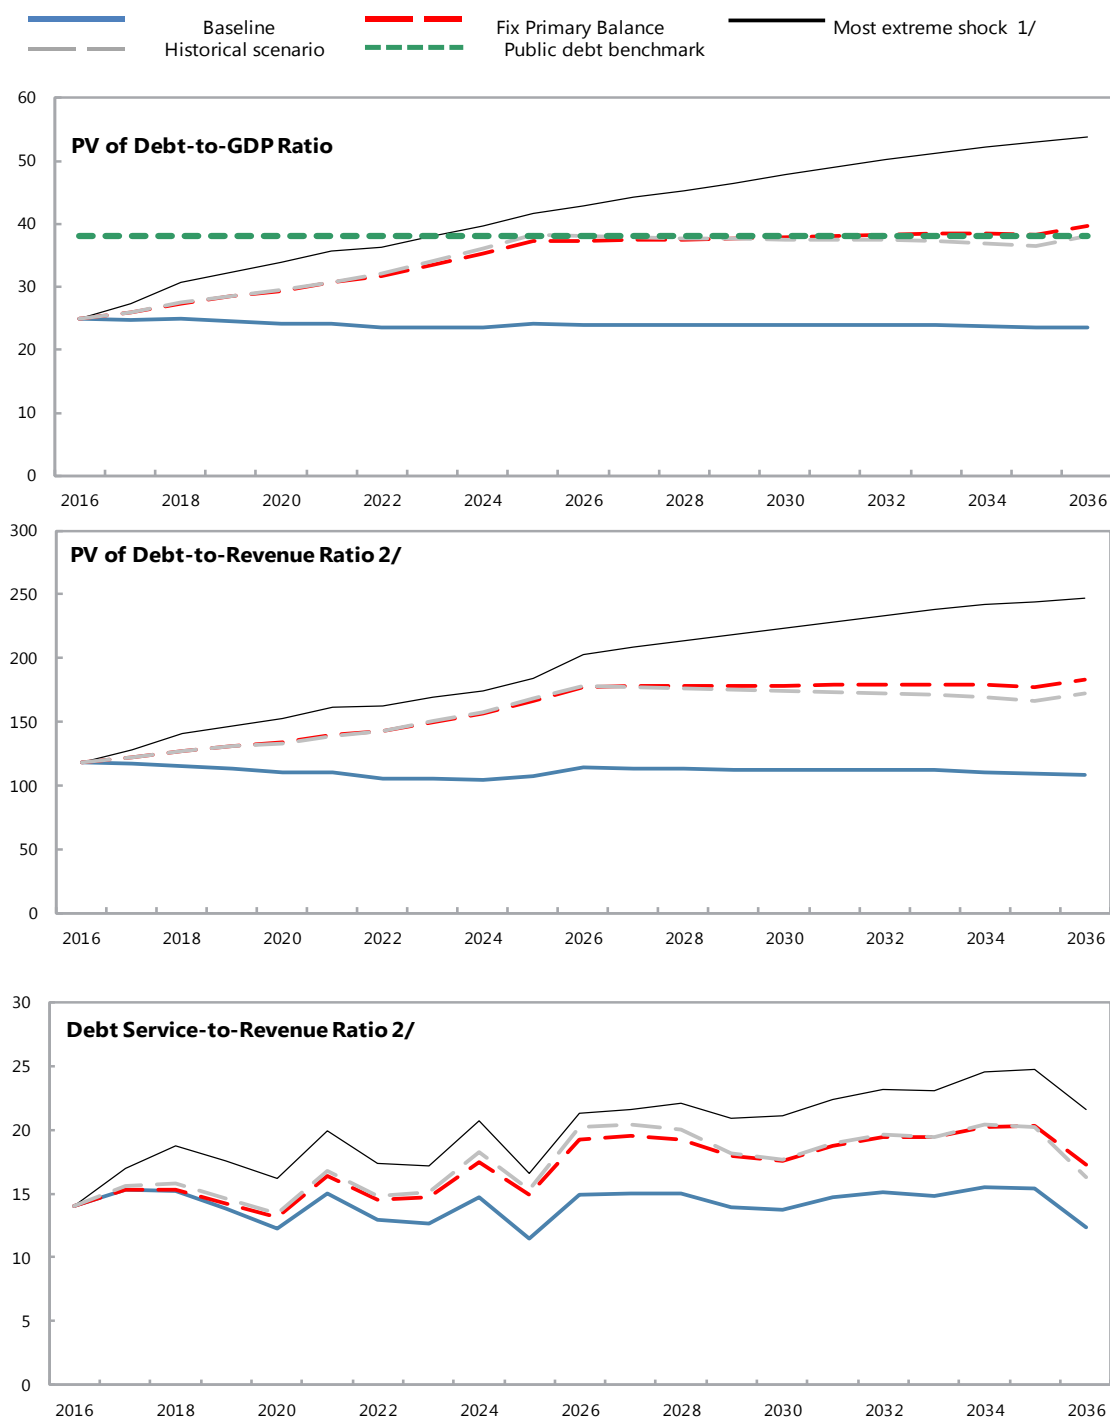 Baseline Fix Primary Balance Most extreme shock 1/
Historical scenario Public debt benchmark
60
PV of Debt-to-GDP Ratio
50
40
30
20
10
0
2016 2018 2020 2022 2024 2026 2028 2030 2032 2034 2036
300
PV of Debt-to-Revenue Ratio 2/
250
200
150
100
50
0
2016 2018 2020 2022 2024 2026 2028 2030 2032 2034 2036
30
Debt Service-to-Revenue Ratio 2/
25
20
15
10
5
0
2016 2018 2020 2022 2024 2026 2028 2030 2032 2034 2036